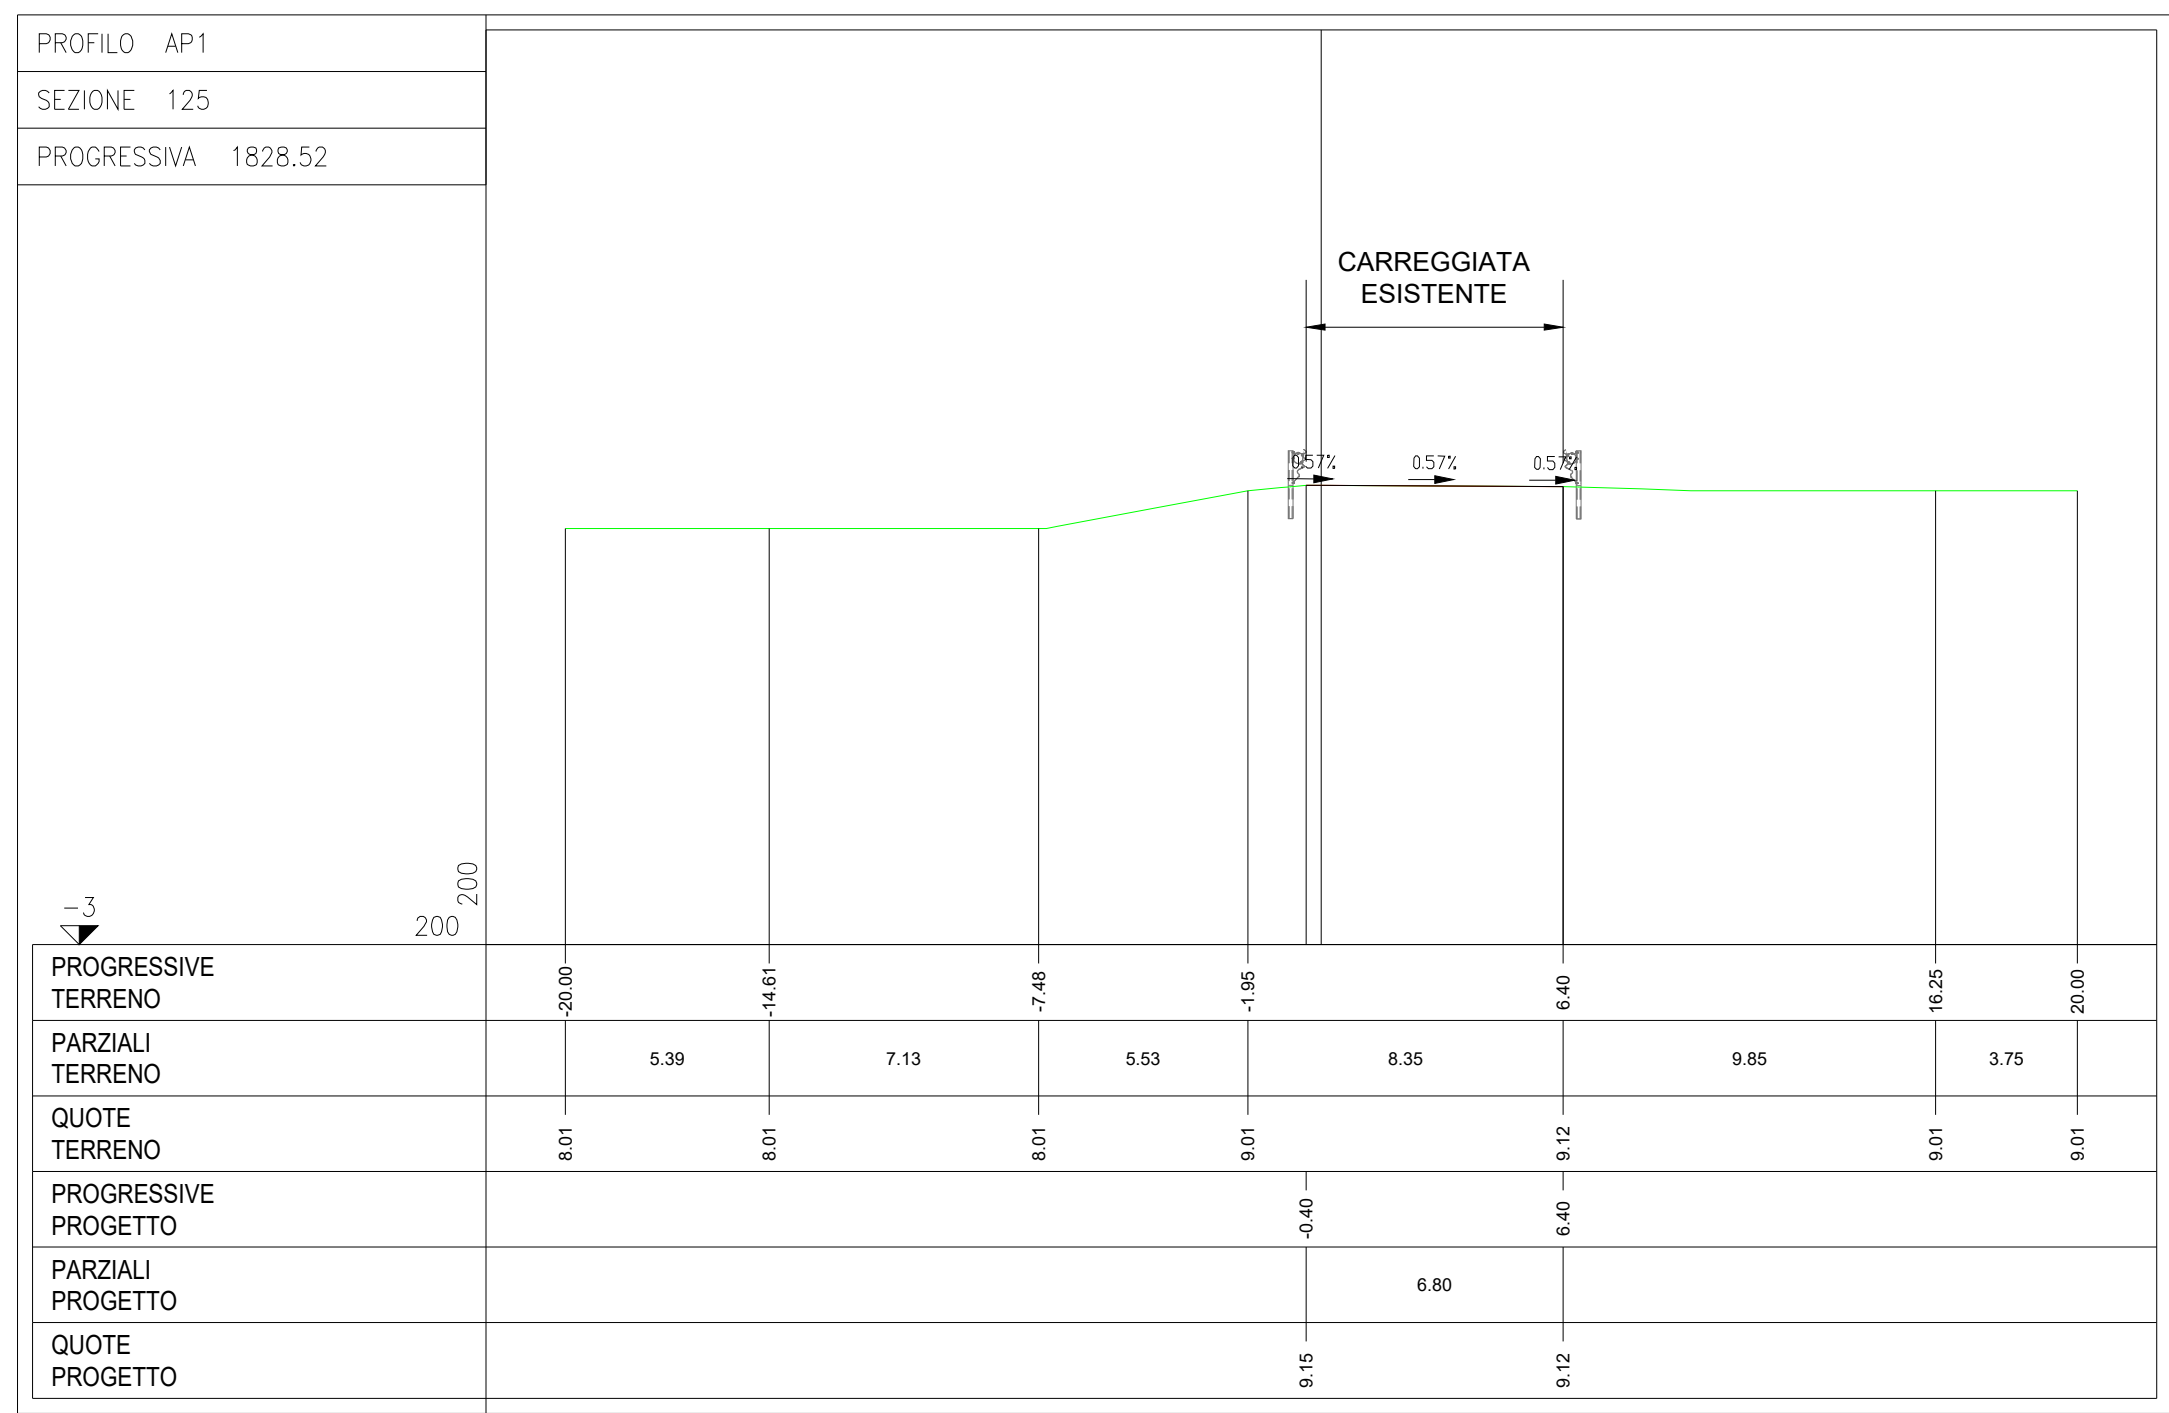 PROFILO AP1
SEZIONE 125
PROGRESSIVA 1828.52
CARREGGIATA
ESISTENTE
0.57% 0.57% 0.57%
-3
200
200
PROGRESSIVE
TERRENO
-20.00 -14.61 -7.48 -1.95 6.40 16.25 20.00
PARZIALI
TERRENO
5.39 7.13 5.53 8.35 9.85 3.75
QUOTE
TERRENO
8.01 8.01 8.01 9.01 9.12 9.01 9.01
PROGRESSIVE
PROGETTO
-0.40 6.40
PARZIALI
PROGETTO
6.80
QUOTE
PROGETTO
9.15 9.12